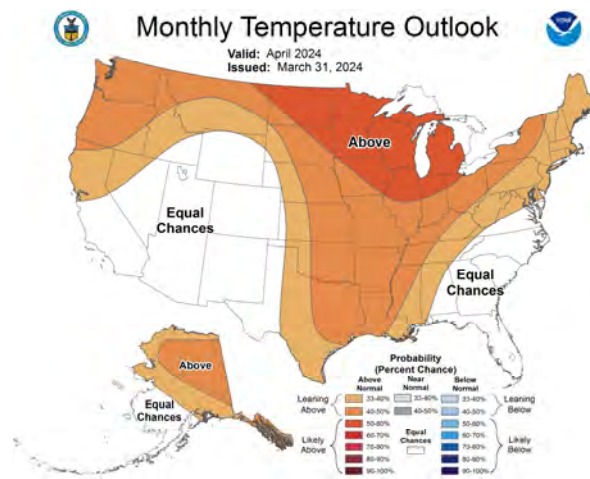 Monthly Temperature Outlook
Valid: April 2024
Issued: March 31, 2024
Above
Equal
Chances
Equal
Chances
Above
Equal
Chances
Probability
(Percent Chance)
Above
Normal
Near
Normal
Below
Normal
Leaning
Above
33-40%
33-40%
33-40%
Leaning
Below
40-50%
40-50%
40-50%
Likely
Above
50-60%
60-70%
70-80%
80-90%
90-100%
Equal
Chances
50-60%
60-70%
70-80%
80-90%
90-100%
Likely
Below